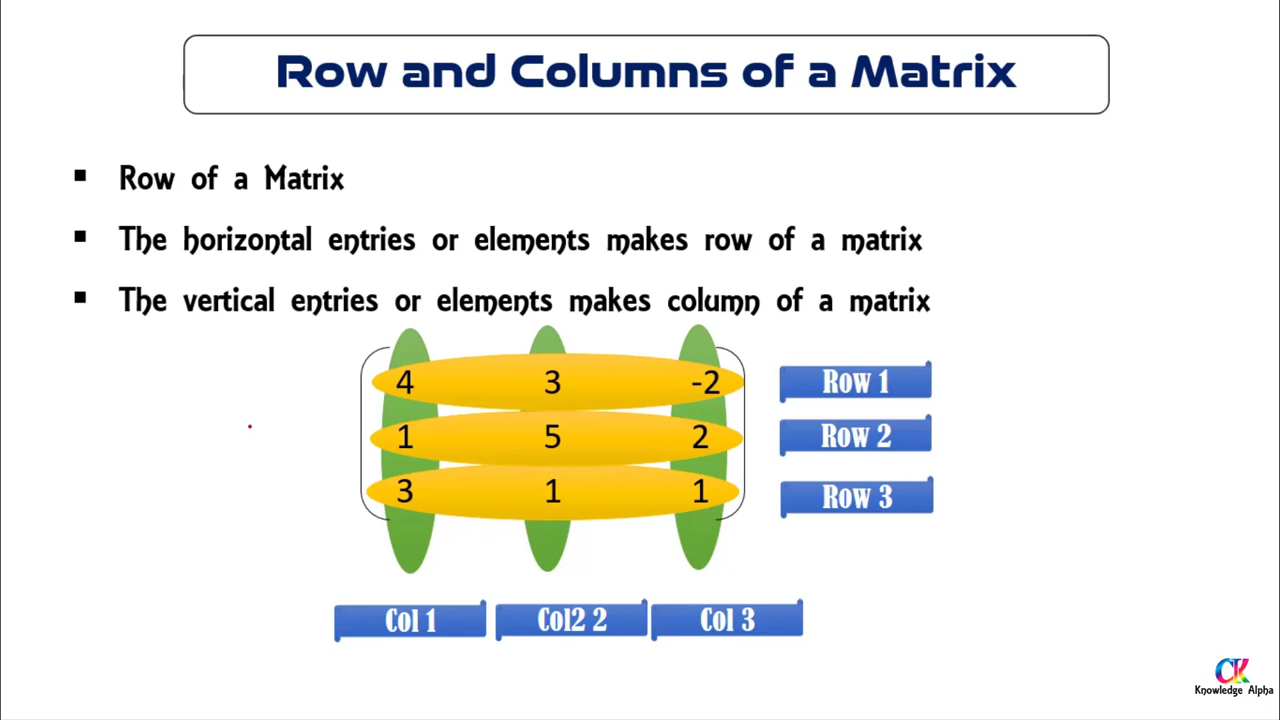 Row and Columns of a Matrix
▪ Row of a Matrix
▪ The horizontal entries or elements makes row of a matrix
▪ The vertical entries or elements makes column of a matrix
4 3 -2 Row 1
1 5 2 Row 2
3 1 1 Row 3
Col 1 Col2 2 Col 3
CK
Knowledge Alpha